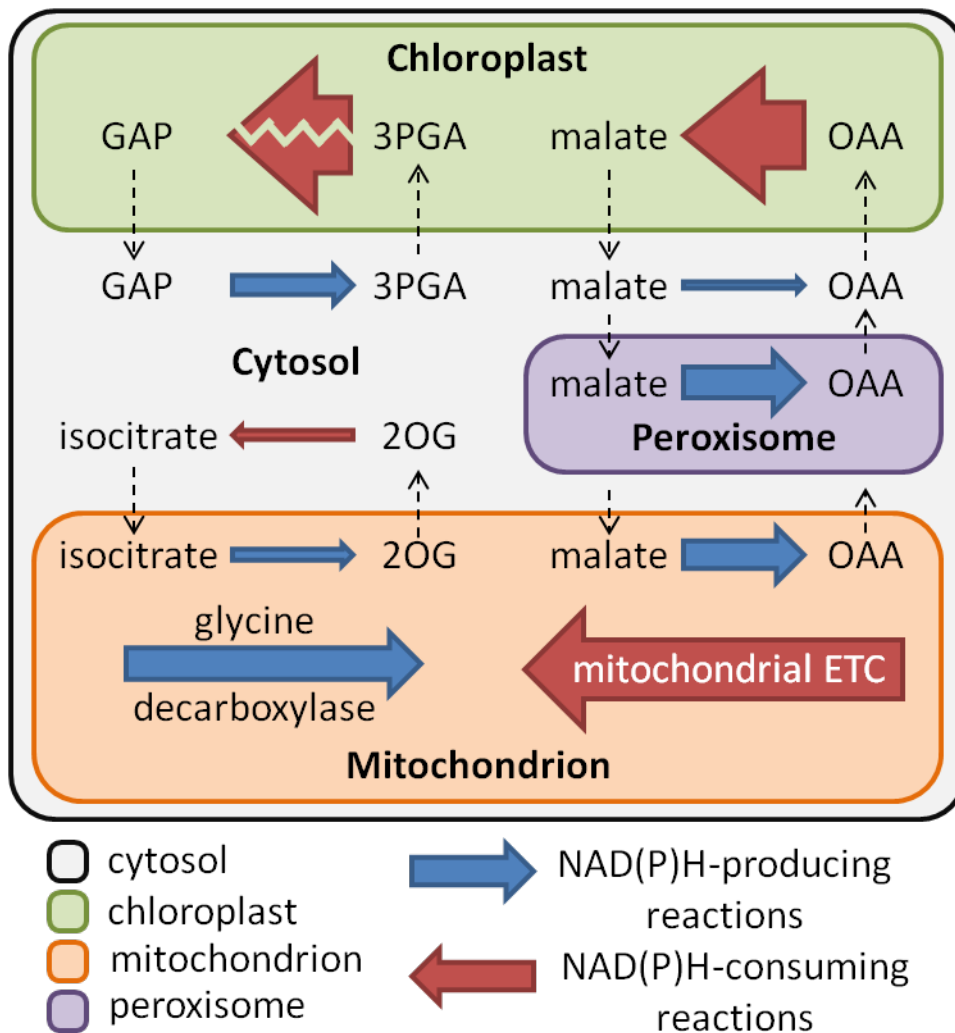 Chloroplast
GAP 3PGA malate OAA
GAP 3PGA malate OAA
Cytosol
malate OAA
Peroxisome
isocitrate 2OG
isocitrate 2OG malate OAA
glycine
decarboxylase
mitochondrial ETC
Mitochondrion
cytosol
chloroplast
mitochondrion
peroxisome
NAD(P)H-producing
reactions
NAD(P)H-consuming
reactions